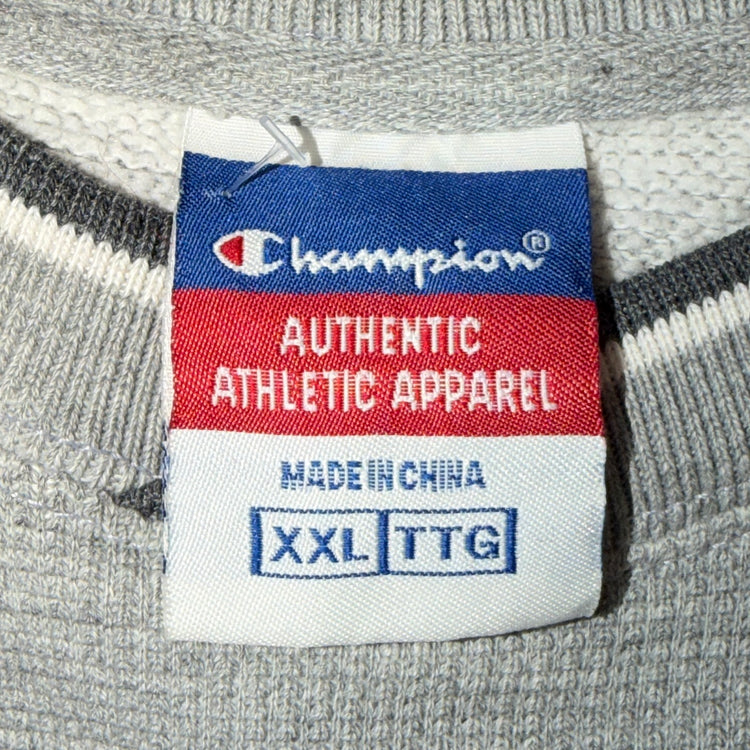 Champion®
AUTHENTIC
ATHLETIC APPAREL
MADE IN CHINA
XXL TTG